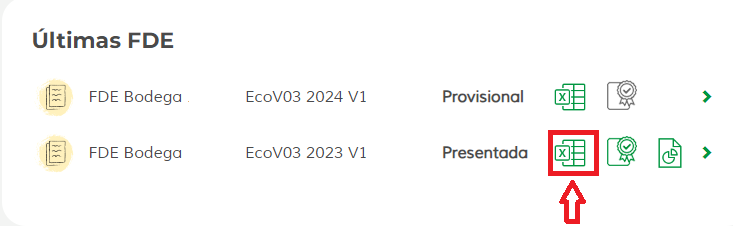 Últimas FDE
FDE Bodega EcoV03 2024 V1 Provisional
FDE Bodega EcoV03 2023 V1 Presentada